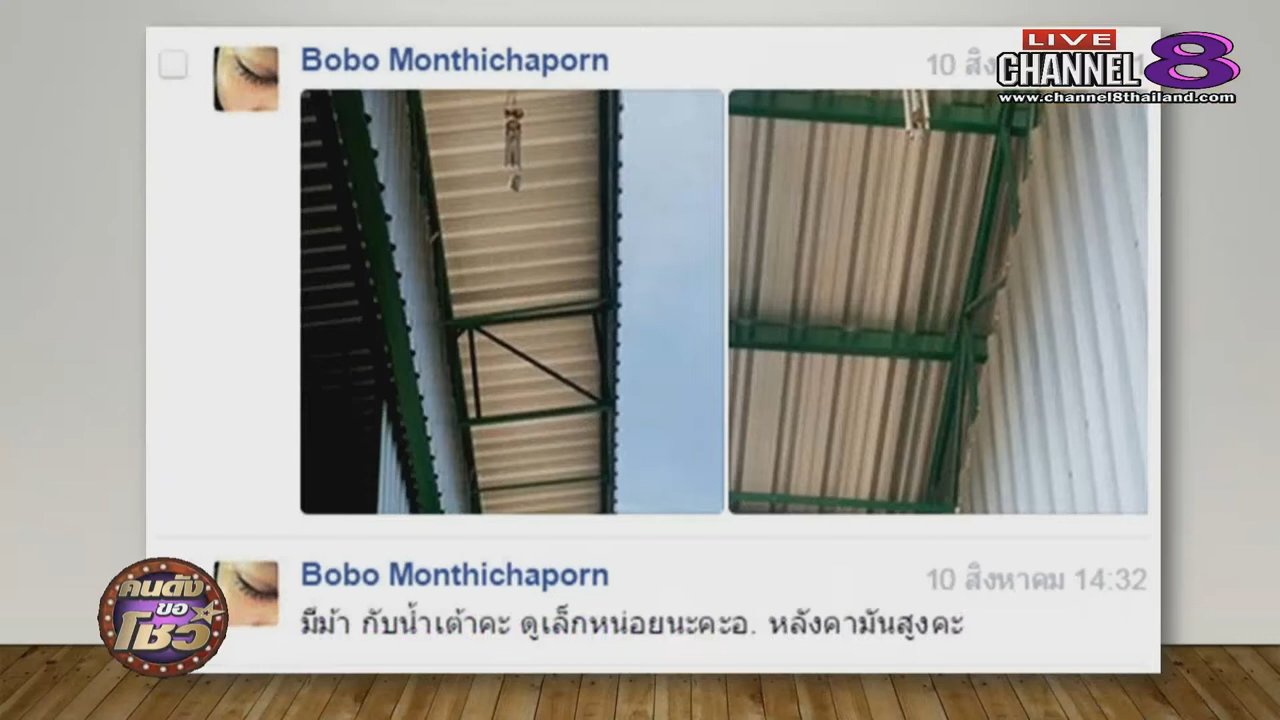 Bobo Monthichaporn
10 สิ
LIVE
CHANNEL 8
www.channel8thailand.com
Bobo Monthichaporn
10 สิงหาคม 14:32
มีม้า กับน้ำเต้าคะ ดูเล็กหน่อยนะคะอ. หลังคามันสูงคะ
คนดัง
ขอ
โชว์